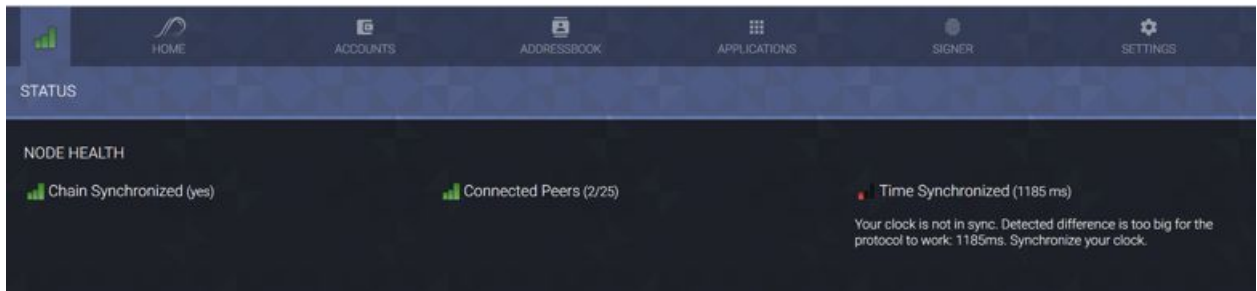 HOME
ACCOUNTS
ADDRESSBOOK
APPLICATIONS
SIGNER
SETTINGS
STATUS
NODE HEALTH
Chain Synchronized (yes)
Connected Peers (2/25)
Time Synchronized (1185 ms)
Your clock is not in sync. Detected difference is too big for the
protocol to work: 1185ms. Synchronize your clock.